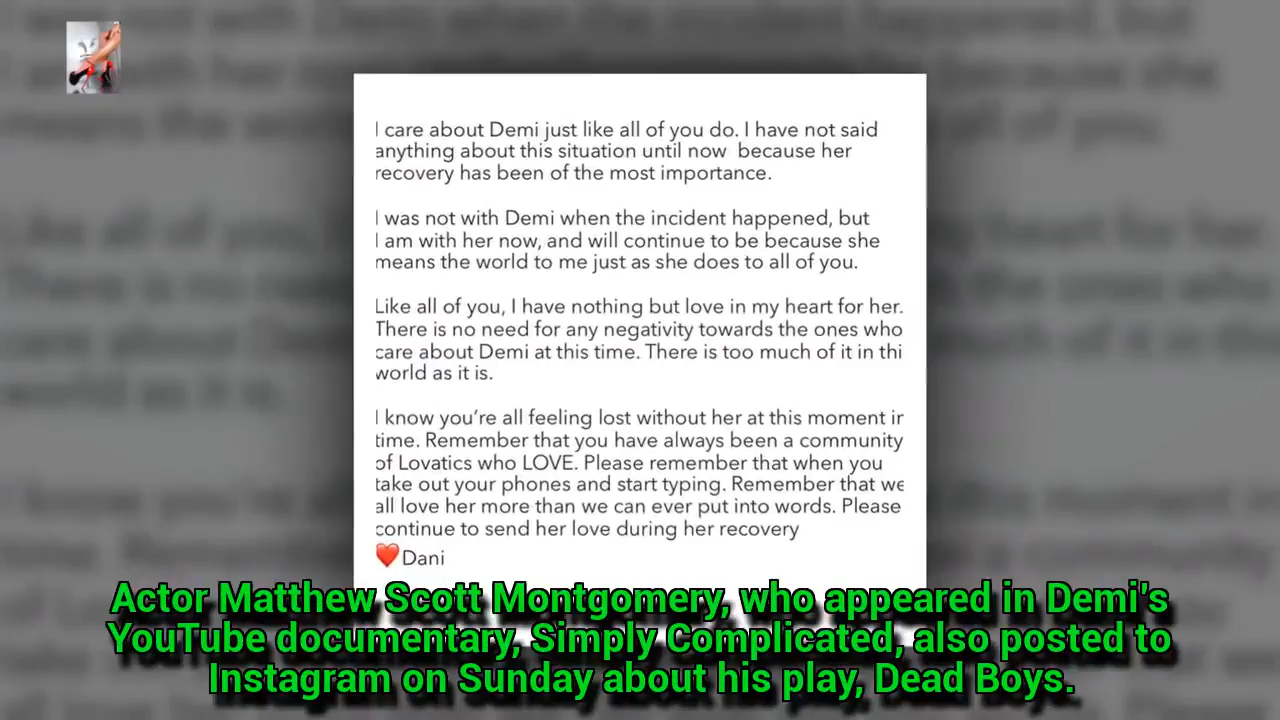 I care about Demi just like all of you do. I have not said
anything about this situation until now because her
recovery has been of the most importance.
I was not with Demi when the incident happened, but
I am with her now, and will continue to be because she
means the world to me just as she does to all of you.
Like all of you, I have nothing but love in my heart for her.
There is no need for any negativity towards the ones who
care about Demi at this time. There is too much of it in thi
world as it is.
I know you're all feeling lost without her at this moment in
time. Remember that you have always been a community
of Lovatics who LOVE. Please remember that when you
take out your phones and start typing. Remember that we
all love her more than we can ever put into words. Please
continue to send her love during her recovery
❤️Dani
Actor Matthew Scott Montgomery, who appeared in Demi's
YouTube documentary, Simply Complicated, also posted to
Instagram on Sunday about his play, Dead Boys.